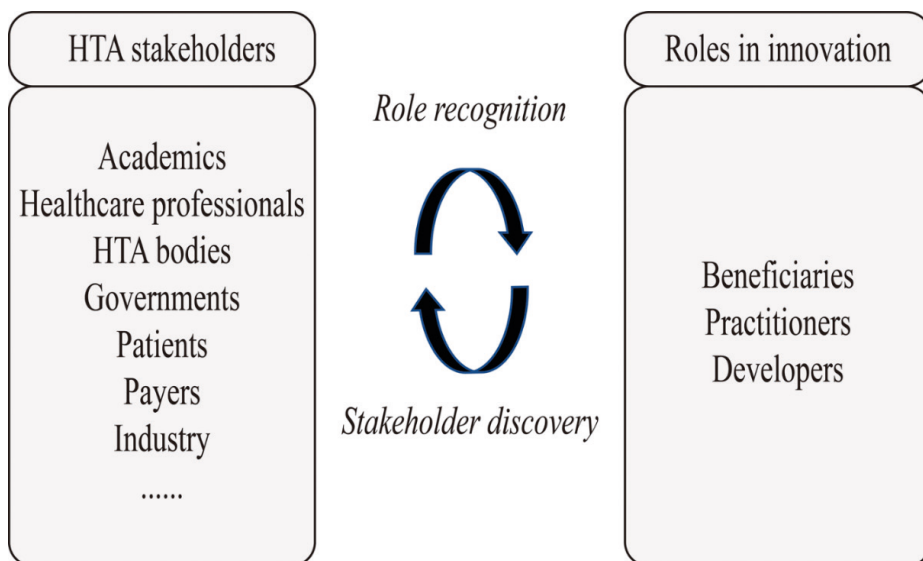 HTA stakeholders
Academics
Healthcare professionals
HTA bodies
Governments
Patients
Payers
Industry
......
Role recognition
Stakeholder discovery
Roles in innovation
Beneficiaries
Practitioners
Developers